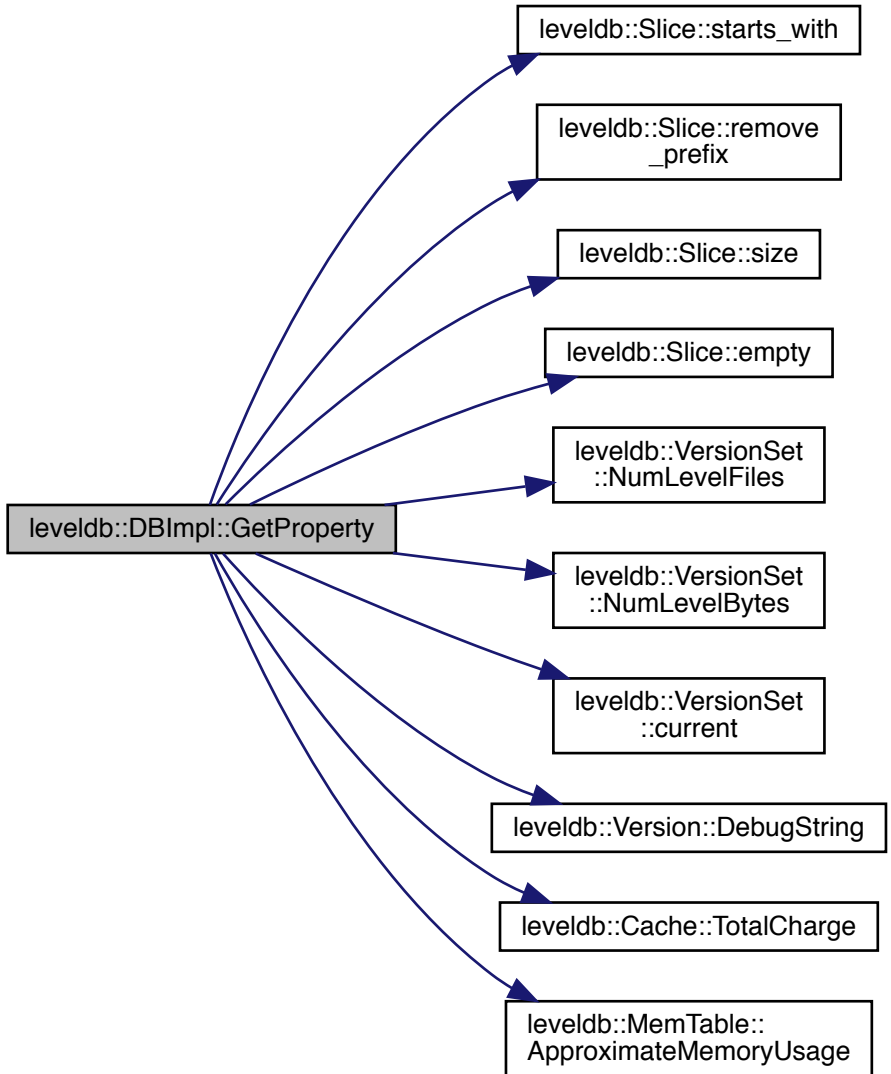 leveldb::Slice::starts_with
leveldb::Slice::remove
_prefix
leveldb::Slice::size
leveldb::Slice::empty
leveldb::VersionSet
::NumLevelFiles
leveldb::DBImpl::GetProperty
leveldb::VersionSet
::NumLevelBytes
leveldb::VersionSet
::current
leveldb::Version::DebugString
leveldb::Cache::TotalCharge
leveldb::MemTable::
ApproximateMemoryUsage